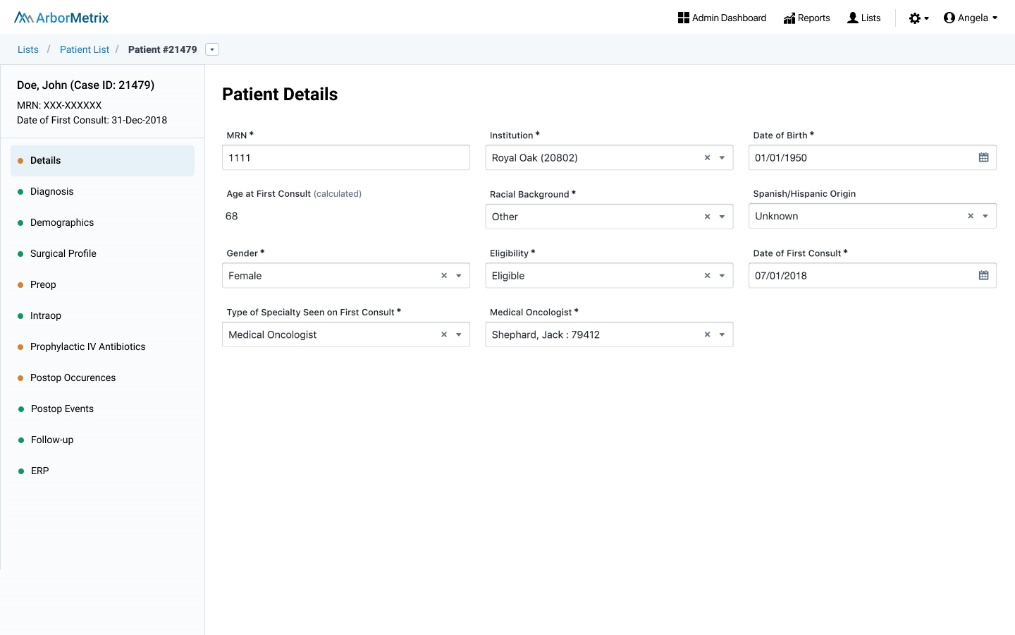 ArborMetrix
Admin Dashboard Reports Lists Angela
Lists / Patient List / Patient #21479
Doe, John (Case ID: 21479)
MRN: XXX-XXXXXX
Date of First Consult: 31-Dec-2018
Details
Diagnosis
Demographics
Surgical Profile
Preop
Intraop
Prophylactic IV Antibiotics
Postop Occurences
Postop Events
Follow-up
ERP
Patient Details
MRN * Institution * Date of Birth *
1111 Royal Oak (20802) × 01/01/1950
Age at First Consult (calculated) Racial Background * Spanish/Hispanic Origin
68 Other × Unknown ×
Gender * Eligibility * Date of First Consult *
Female × Eligible × 07/01/2018
Type of Specialty Seen on First Consult * Medical Oncologist *
Medical Oncologist × Shephard, Jack : 79412 ×